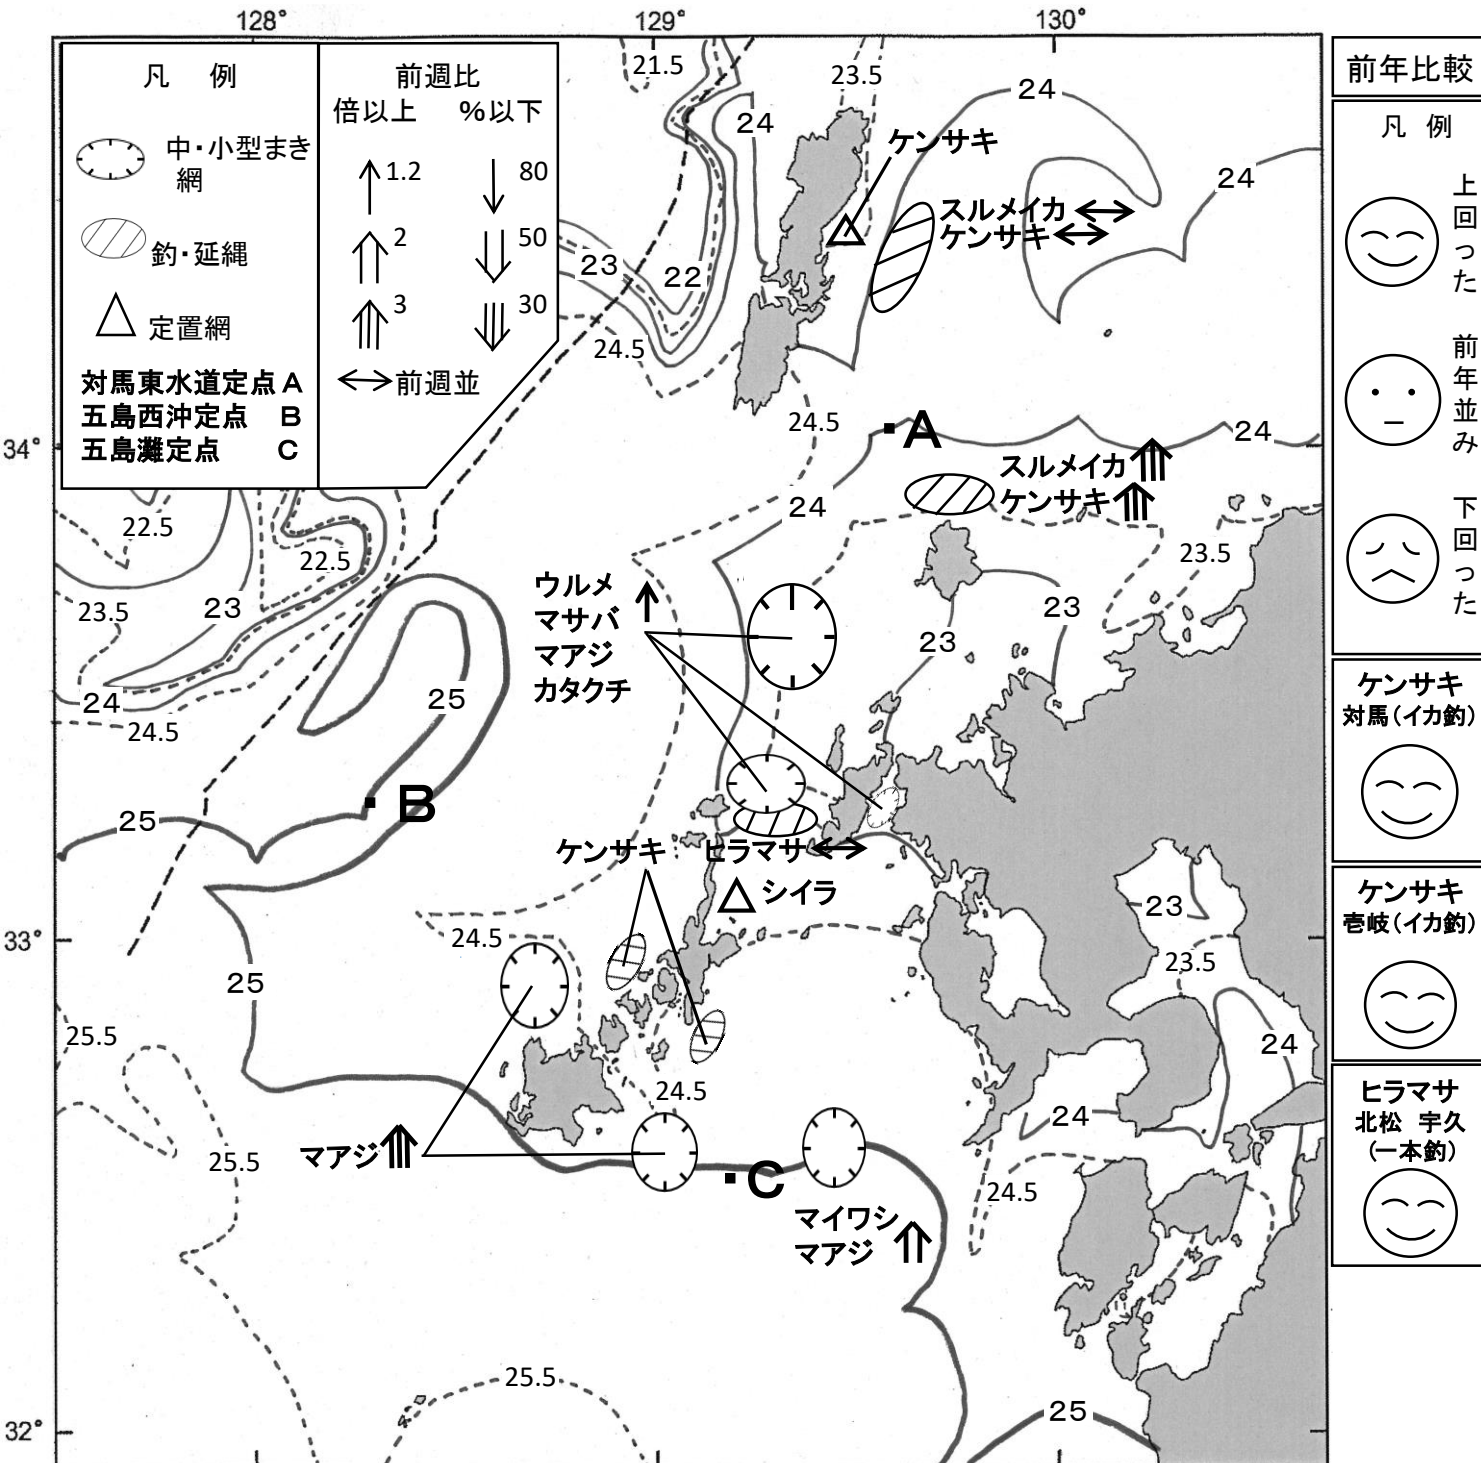 128°
129°
130°
凡 例
中・小型まき
網
釣・延縄
定置網
対馬東水道定点 A
五島西沖定点 B
五島灘定点 C
前週比
倍以上 %以下
1.2
80
2
50
3
30
前週並
21.5
23.5
24
24
24
ケンサキ
スルメイカ
ケンサキ
23
22
24.5
24.5
34°
A
24
スルメイカ
ケンサキ
24
22.5
22.5
23.5
23.5
23
23
23
ウルメ
マサバ
マアジ
カタクチ
24
24.5
25
25
B
ケンサキ
ヒラマサ
シイラ
23
33°
24.5
23.5
25
25.5
24
24.5
24
マアジ
25.5
C
24.5
マイワシ
マアジ
25.5
25
32°
前年比較
凡 例
上回った
前年並み
下回った
ケンサキ
対馬(イカ釣)
ケンサキ
壱岐(イカ釣)
ヒラマサ
北松 宇久
(一本釣)